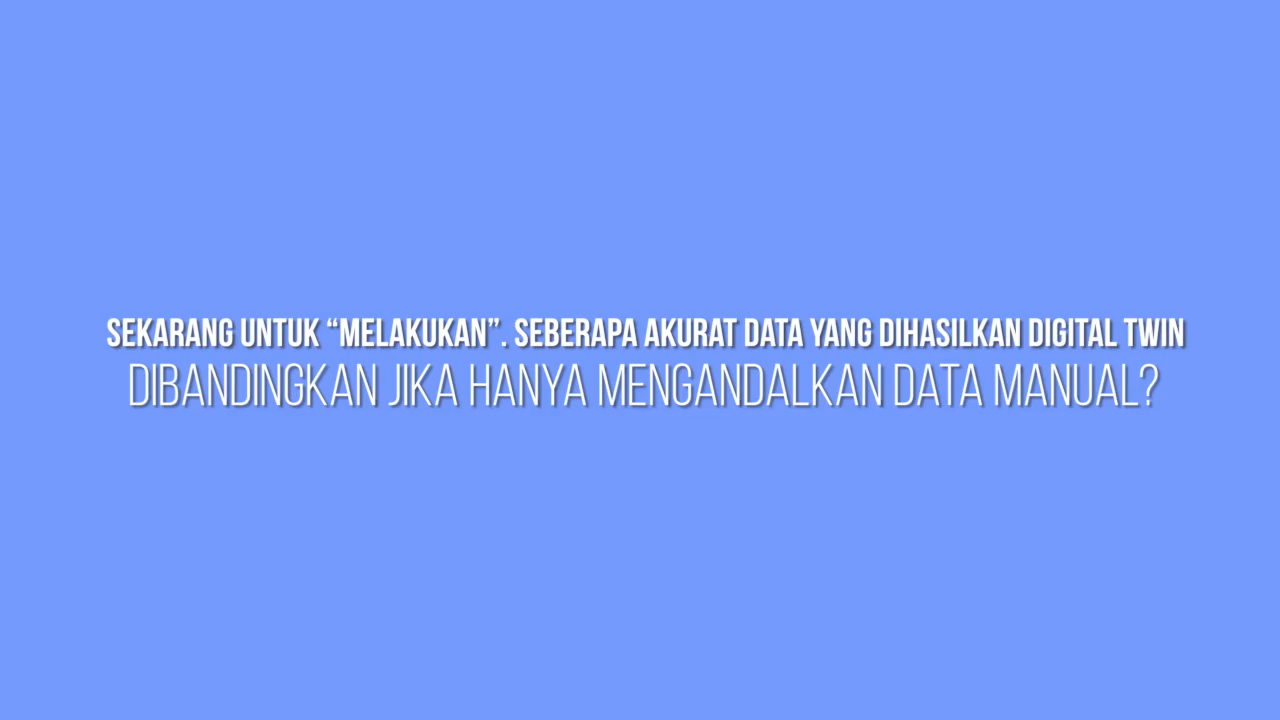 SEKARANG UNTUK “MELAKUKAN”. SEBERAPA AKURAT DATA YANG DIHASILKAN DIGITAL TWIN
DIBANDINGKAN JIKA HANYA MENGANDALKAN DATA MANUAL?